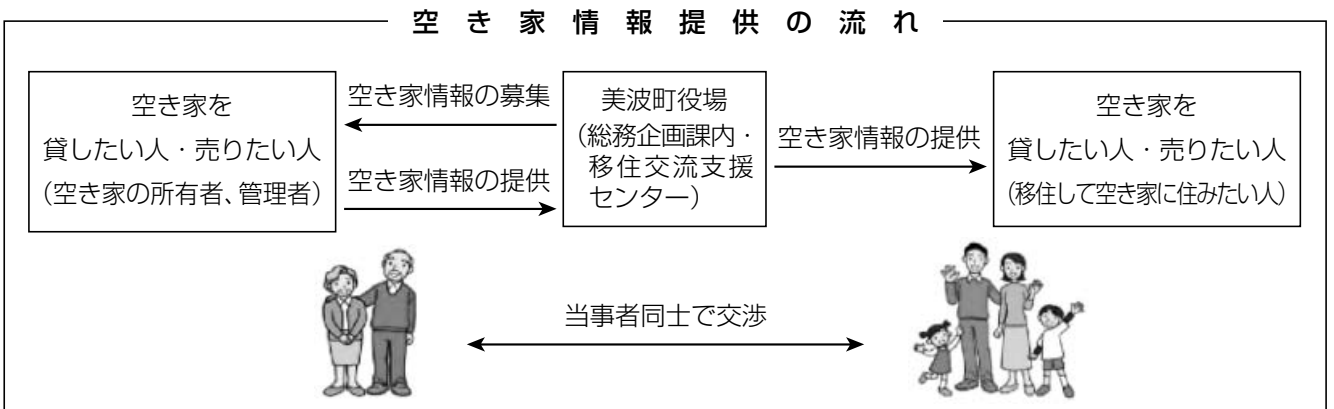 空き家情報提供の流れ
空き家を
貸したい人・売りたい人
（空き家の所有者、管理者）
空き家情報の募集
空き家情報の提供
美波町役場
（総務企画課内・
移住交流支援
センター）
空き家情報の提供
空き家を
貸したい人・売りたい人
（移住して空き家に住みたい人）
当事者同士で交渉